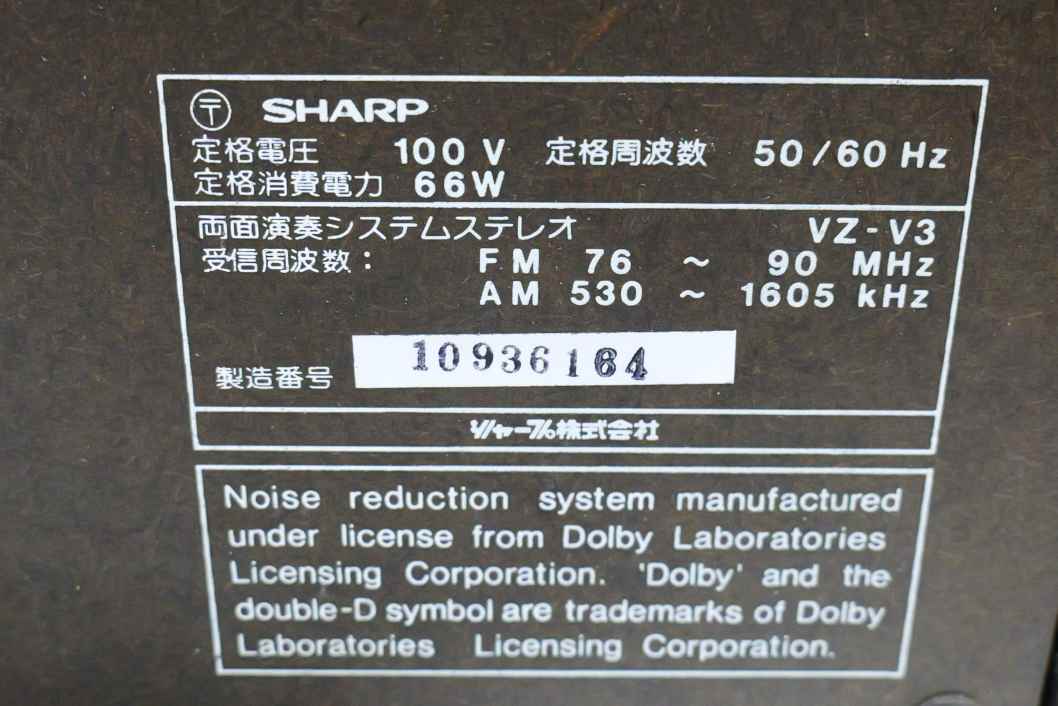 〒 SHARP
定格電圧 100 V 定格周波数 50/60 Hz
定格消費電力 66W
両面演奏システムステレオ VZ-V3
受信周波数: FM 76 ~ 90 MHz
AM 530 ~ 1605 kHz
製造番号 10936164
シャープ株式会社
Noise reduction system manufactured
under license from Dolby Laboratories
Licensing Corporation. 'Dolby' and the
double-D symbol are trademarks of Dolby
Laboratories Licensing Corporation.